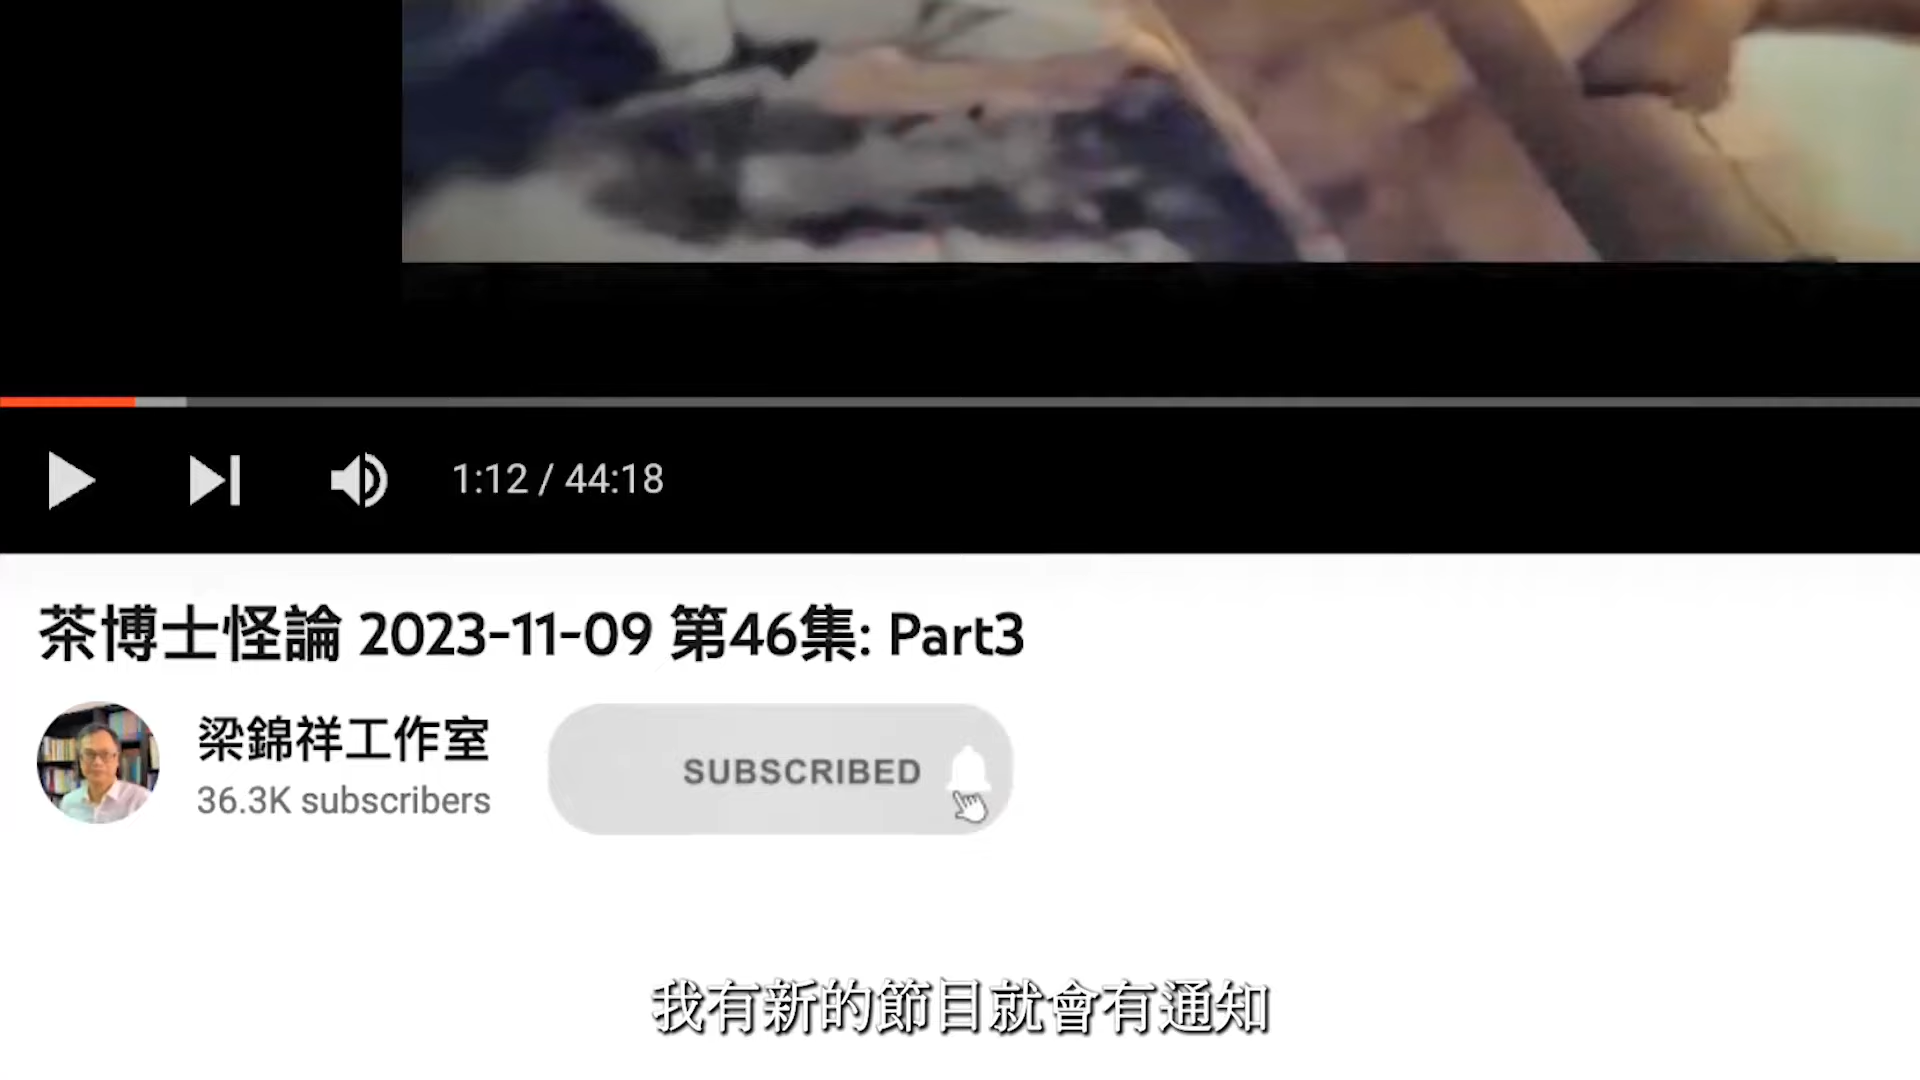 1:12 / 44:18
茶博士怪論 2023-11-09 第46集: Part3
梁錦祥工作室
36.3K subscribers
SUBSCRIBED
我有新的節目就會有通知